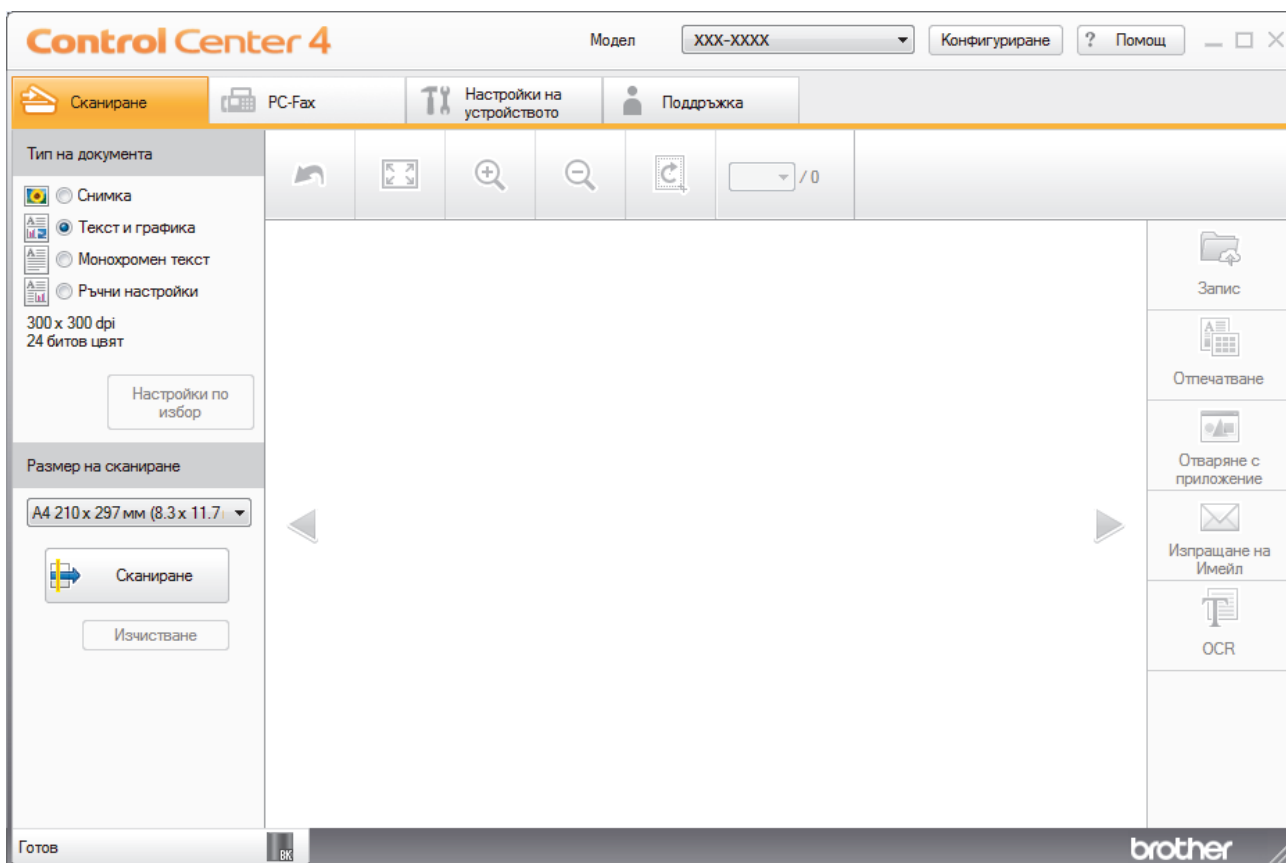 Control Center 4
Модел
XXX-XXXX
Конфигуриране
? Помощ
Сканиране
PC-Fax
Настройки на
устройството
Поддръжка
Тип на документа
Снимка
Текст и графика
Монохромен текст
Ръчни настройки
300 x 300 dpi
24 битов цвят
Настройки по
избор
/ 0
Размер на сканиране
A4 210 x 297 мм (8.3 x 11.7
Сканиране
Изчистване
Запис
Отпечатване
Отваряне с
приложение
Изпращане на
Имейл
OCR
Готов
BK
brother